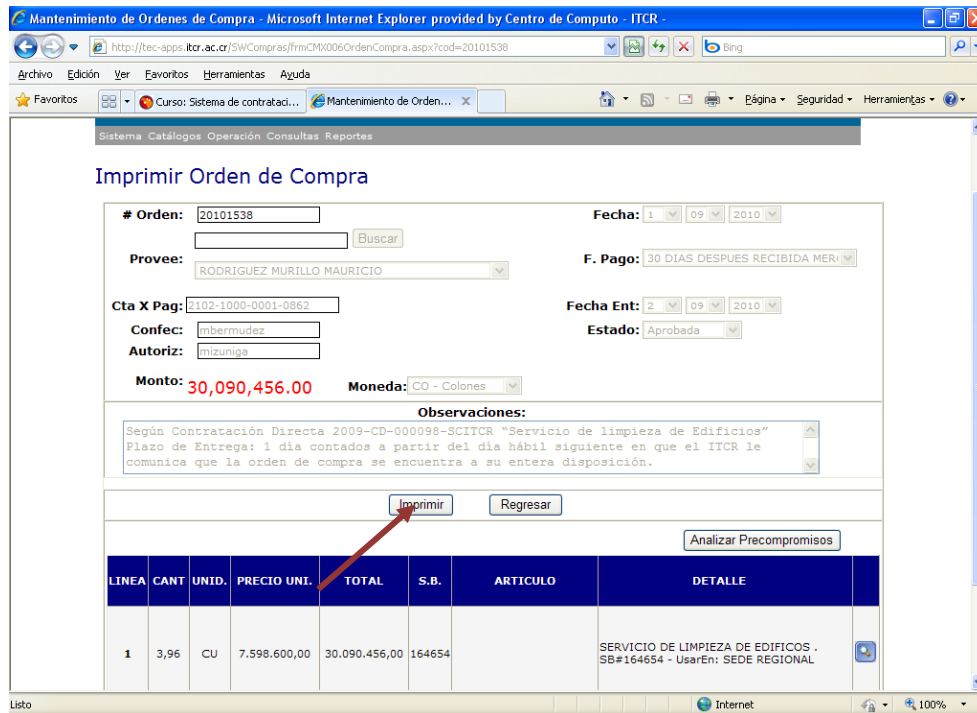 Mantenimiento de Ordenes de Compra - Microsoft Internet Explorer provided by Centro de Computo - ITCR -
http://tec-apps.itcr.ac.cr/SWCompras/frmCMX006OrdenCompra.aspx?cod=20101538
Bing
Archivo Edición Ver Favoritos Herramientas Ayuda
Favoritos Curso: Sistema de contrataci... Mantenimiento de Orden... X Página Seguridad Herramientas
Sistema Catálogos Operación Consultas Reportes
Imprimir Orden de Compra
# Orden: 20101538 Fecha: 1 09 2010
Buscar
Provee: RODRIGUEZ MURILLO MAURICIO F. Pago: 30 DIAS DESPUES RECIBIDA MER
Cta X Pag: 2102-1000-0001-0862 Fecha Ent: 2 09 2010
Confec: mbermudez Estado: Aprobada
Autoriz: mizuniga
Monto: 30,090,456.00 Moneda: CO - Colones
Observaciones:
Según Contratación Directa 2009-CD-000098-SCITCR “Servicio de limpieza de Edificios”
Plazo de Entrega: 1 día contados a partir del día hábil siguiente en que el ITCR le
comunica que la orden de compra se encuentra a su entera disposición.
Imprimir Regresar
Analizar Precompromisos
LINEA CANT UNID. PRECIO UNI. TOTAL S.B. ARTICULO DETALLE
1 3,96 CU 7.598.600,00 30.090.456,00 164654 SERVICIO DE LIMPIEZA DE EDIFICOS .
SB#164654 - UsarEn: SEDE REGIONAL
Listo Internet 100%